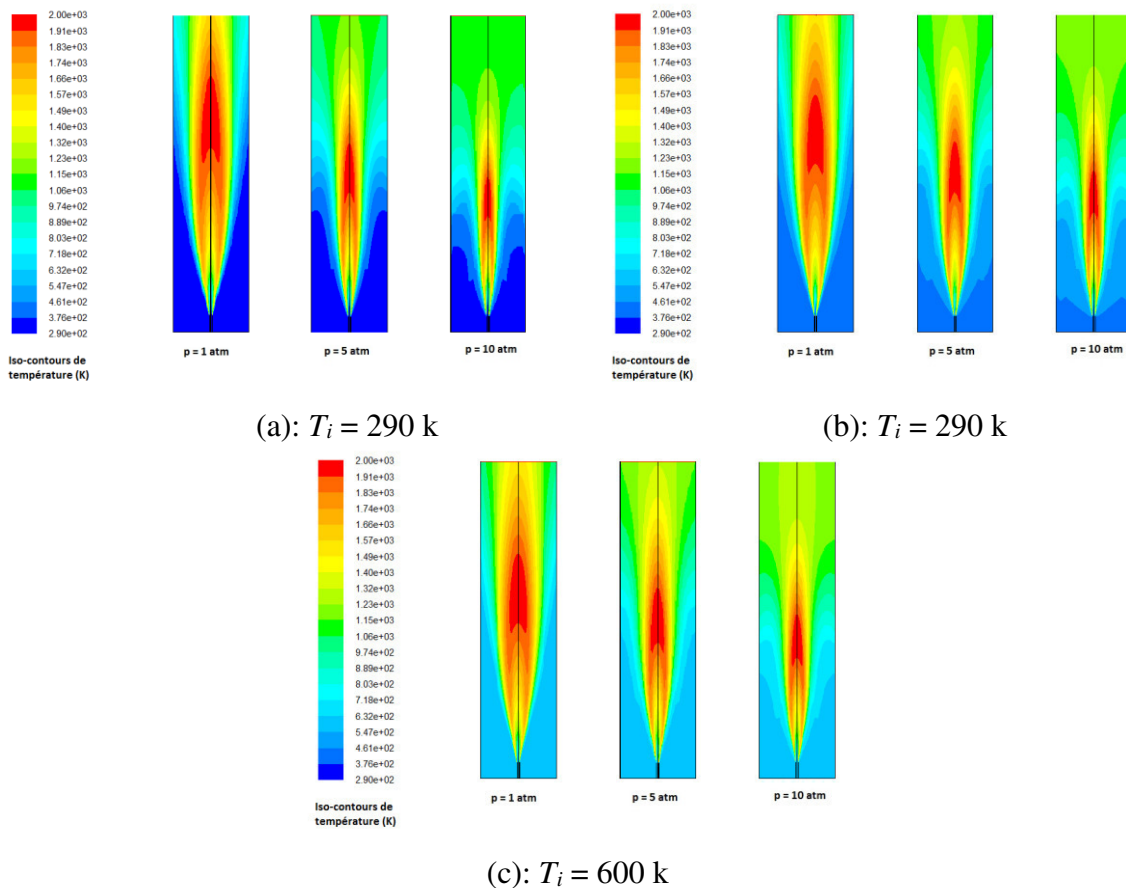 2.00e+03
1.91e+03
1.83e+03
1.74e+03
1.66e+03
1.57e+03
1.49e+03
1.40e+03
1.32e+03
1.23e+03
1.15e+03
1.06e+03
9.74e+02
8.89e+02
8.03e+02
7.18e+02
6.32e+02
5.47e+02
4.61e+02
3.76e+02
2.90e+02
Iso-contours de
température (K)
p = 1 atm
p = 5 atm
p = 10 atm
(a): Ti = 290 k
2.00e+03
1.91e+03
1.83e+03
1.74e+03
1.66e+03
1.57e+03
1.49e+03
1.40e+03
1.32e+03
1.23e+03
1.15e+03
1.06e+03
9.74e+02
8.89e+02
8.03e+02
7.18e+02
6.32e+02
5.47e+02
4.61e+02
3.76e+02
2.90e+02
Iso-contours de
température (K)
p = 1 atm
p = 5 atm
p = 10 atm
(b): Ti = 290 k
2.00e+03
1.91e+03
1.83e+03
1.74e+03
1.66e+03
1.57e+03
1.49e+03
1.40e+03
1.32e+03
1.23e+03
1.15e+03
1.06e+03
9.74e+02
8.89e+02
8.03e+02
7.18e+02
6.32e+02
5.47e+02
4.61e+02
3.76e+02
2.90e+02
Iso-contours de
température (K)
p = 1 atm
p = 5 atm
p = 10 atm
(c): Ti = 600 k